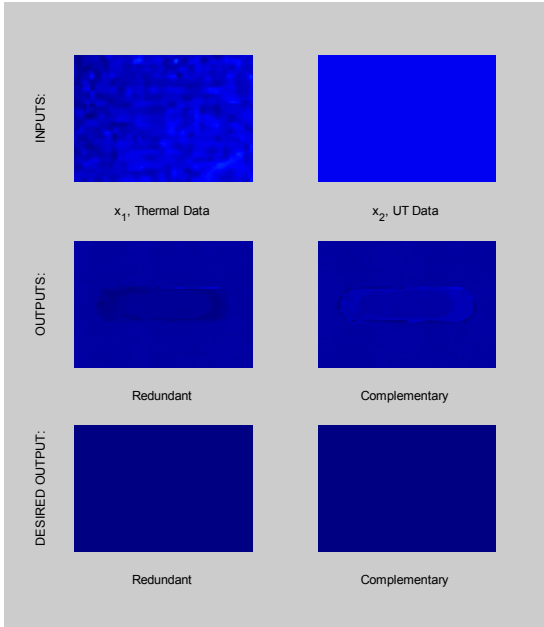 INPUTS:
x1, Thermal Data
x2, UT Data
OUTPUTS:
Redundant
Complementary
DESIRED OUTPUT:
Redundant
Complementary